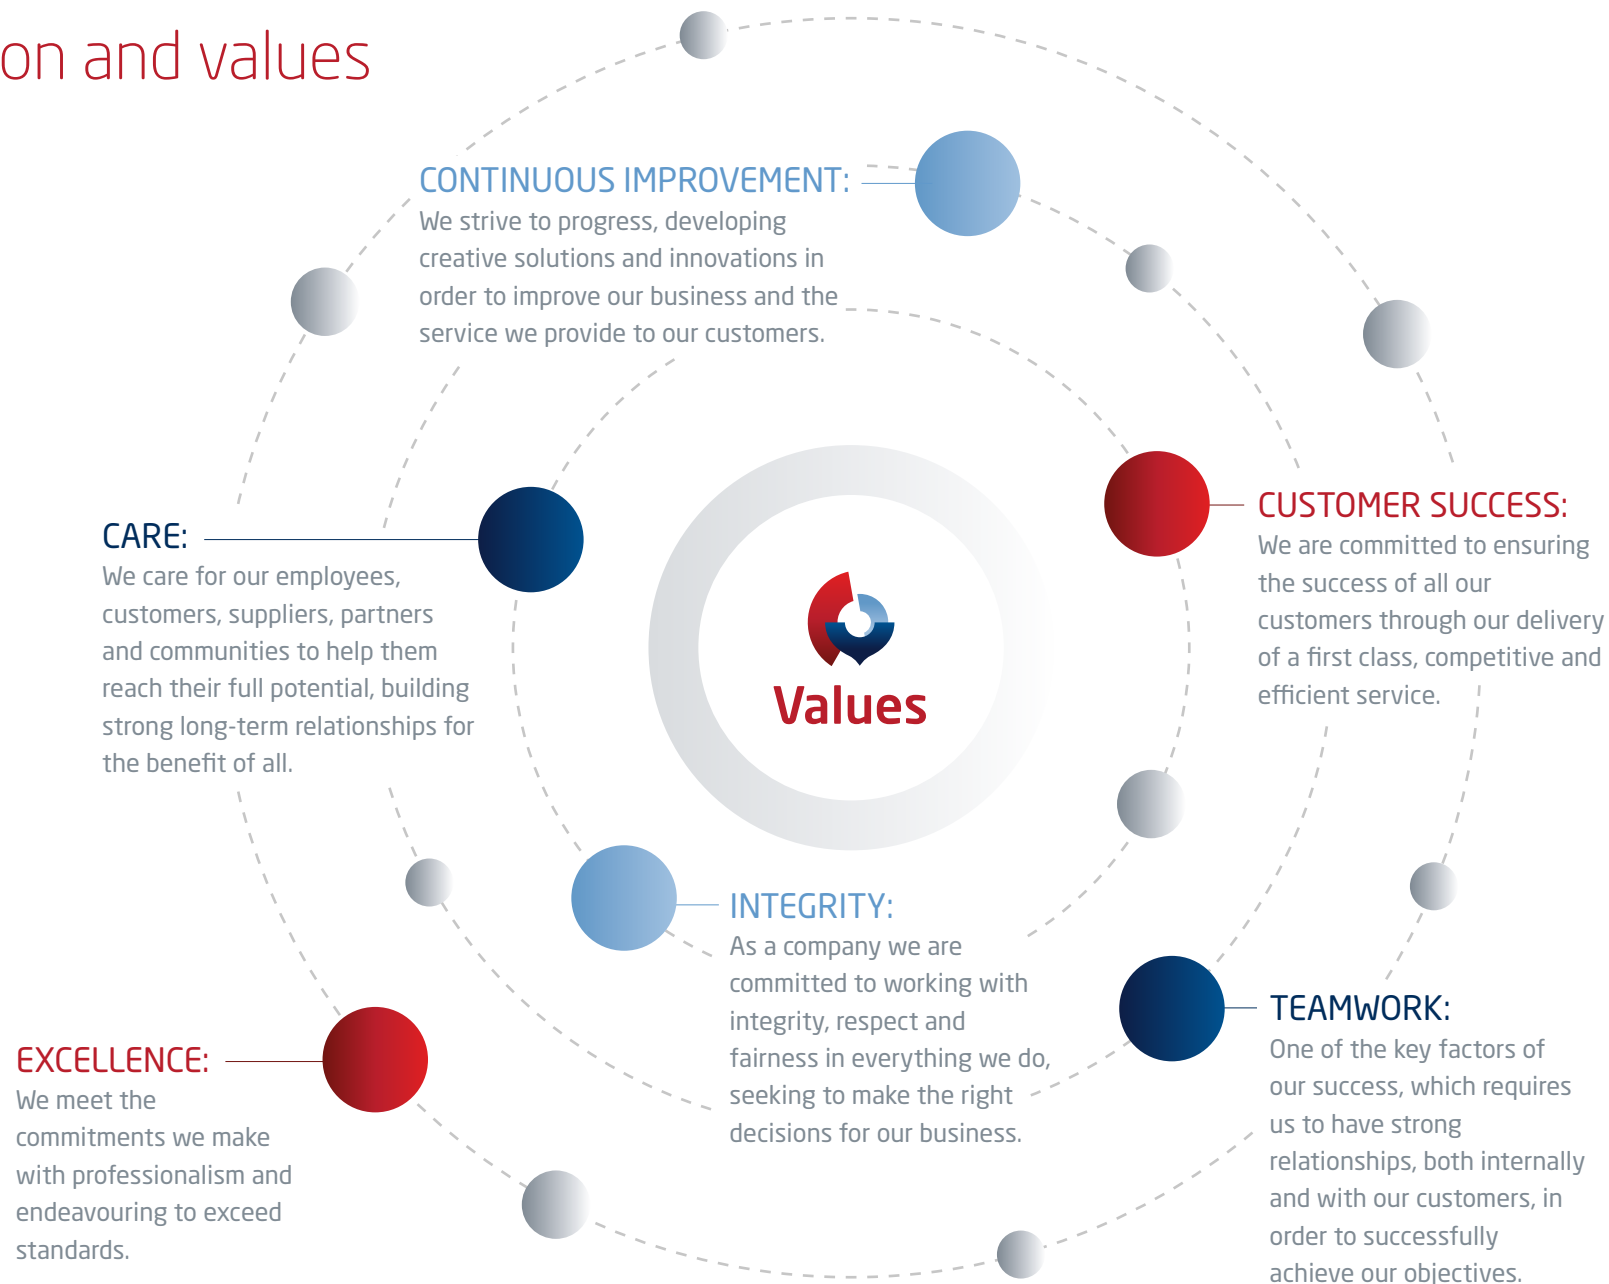 on and values
CONTINUOUS IMPROVEMENT:
We strive to progress, developing
creative solutions and innovations in
order to improve our business and the
service we provide to our customers.
CUSTOMER SUCCESS:
We are committed to ensuring
the success of all our
customers through our delivery
of a first class, competitive and
efficient service.
CARE:
We care for our employees,
customers, suppliers, partners
and communities to help them
reach their full potential, building
strong long-term relationships for
the benefit of all.
Values
INTEGRITY:
As a company we are
committed to working with
integrity, respect and
fairness in everything we do,
seeking to make the right
decisions for our business.
TEAMWORK:
One of the key factors of
our success, which requires
us to have strong
relationships, both internally
and with our customers, in
order to successfully
achieve our objectives.
EXCELLENCE:
We meet the
commitments we make
with professionalism and
endeavouring to exceed
standards.